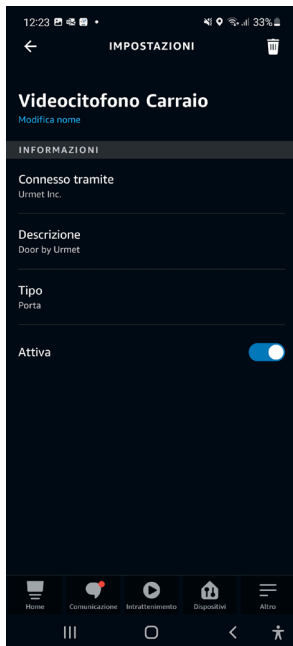 12:23
33%
IMPOSTAZIONI
Videocitofono Carraio
Modifica nome
INFORMAZIONI
Connesso tramite
Urmet Inc.
Descrizione
Door by Urmet
Tipo
Porta
Attiva
Home Comunicazione Intrattenimento Dispositivi Altro